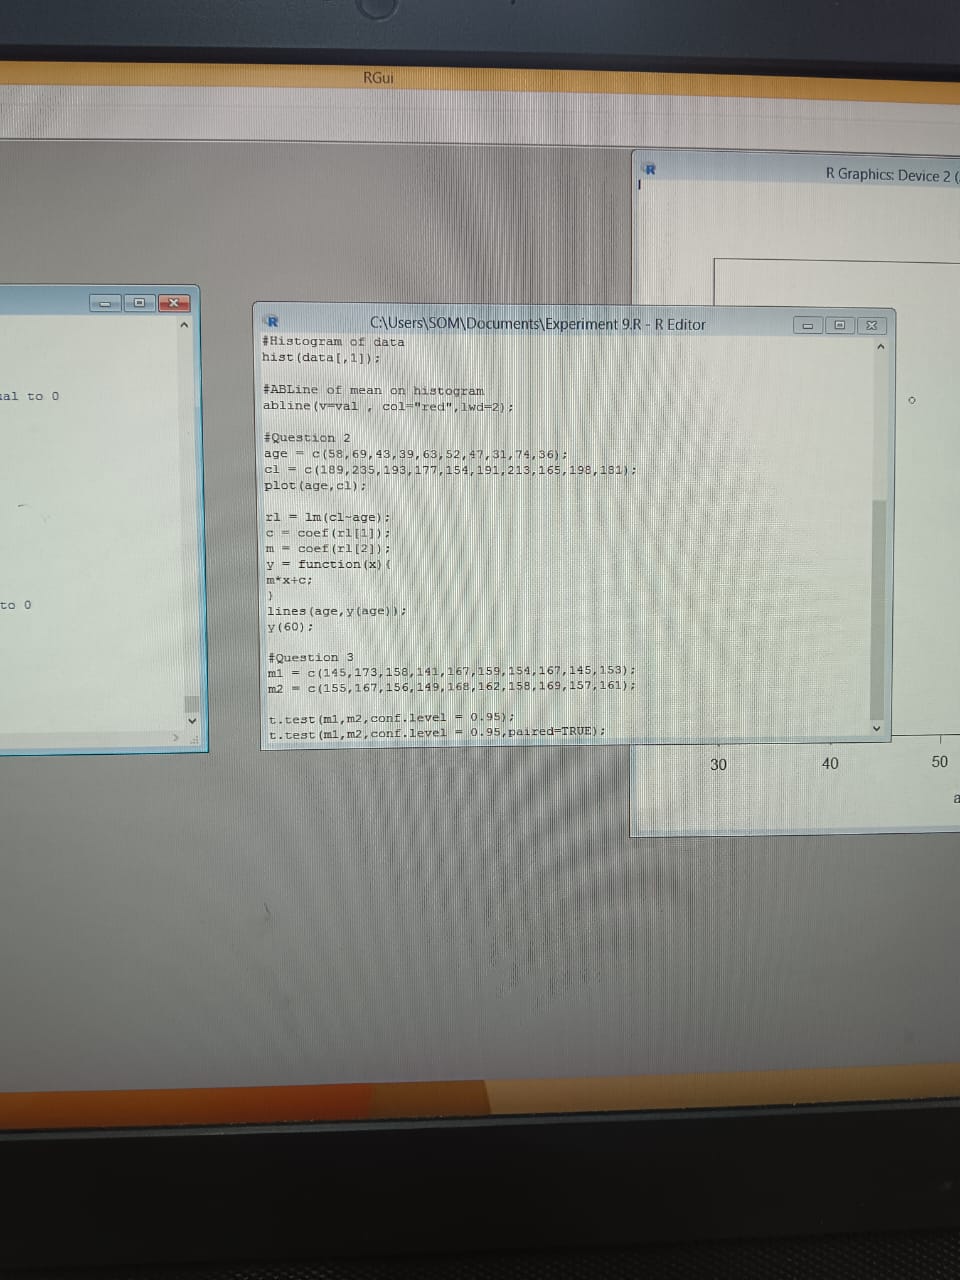 RGui
R Graphics: Device 2 (
ual to 0
to 0
C:\Users\SOM\Documents\Experiment 9.R - R Editor
#Histogram of data
hist(data[,1]);
#ABLine of mean on histogram
abline(v=val , col="red",lwd=2);
#Question 2
age = c(58,69,43,39,63,52,47,31,74,36);
cl = c(189,235,193,177,154,191,213,165,198,181);
plot(age,cl);
rl = lm(cl~age);
c = coef(rl[1]);
m = coef(rl[2]);
y = function(x){
m*x+c;
}
lines(age,y(age));
y(60);
#Question 3
m1 = c(145,173,158,141,167,159,154,167,145,153);
m2 = c(155,167,156,149,168,162,158,169,157,161);
t.test(m1,m2,conf.level = 0.95);
t.test(m1,m2,conf.level = 0.95,paired=TRUE);
30 40 50
a